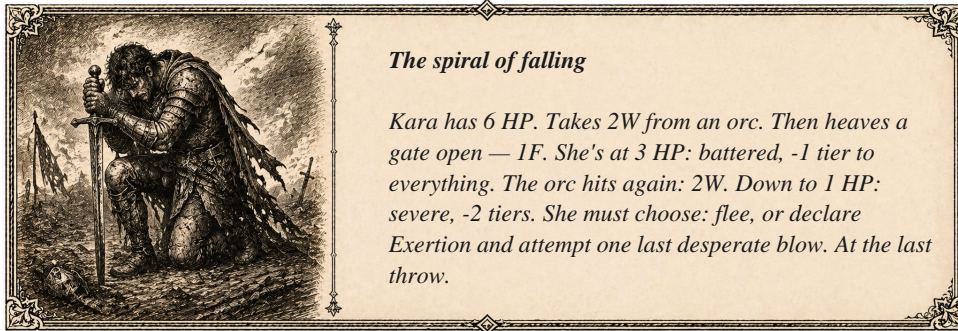 The spiral of falling
Kara has 6 HP. Takes 2W from an orc. Then heaves a
gate open — 1F. She's at 3 HP: battered, -1 tier to
everything. The orc hits again: 2W. Down to 1 HP:
severe, -2 tiers. She must choose: flee, or declare
Exertion and attempt one last desperate blow. At the last
throw.